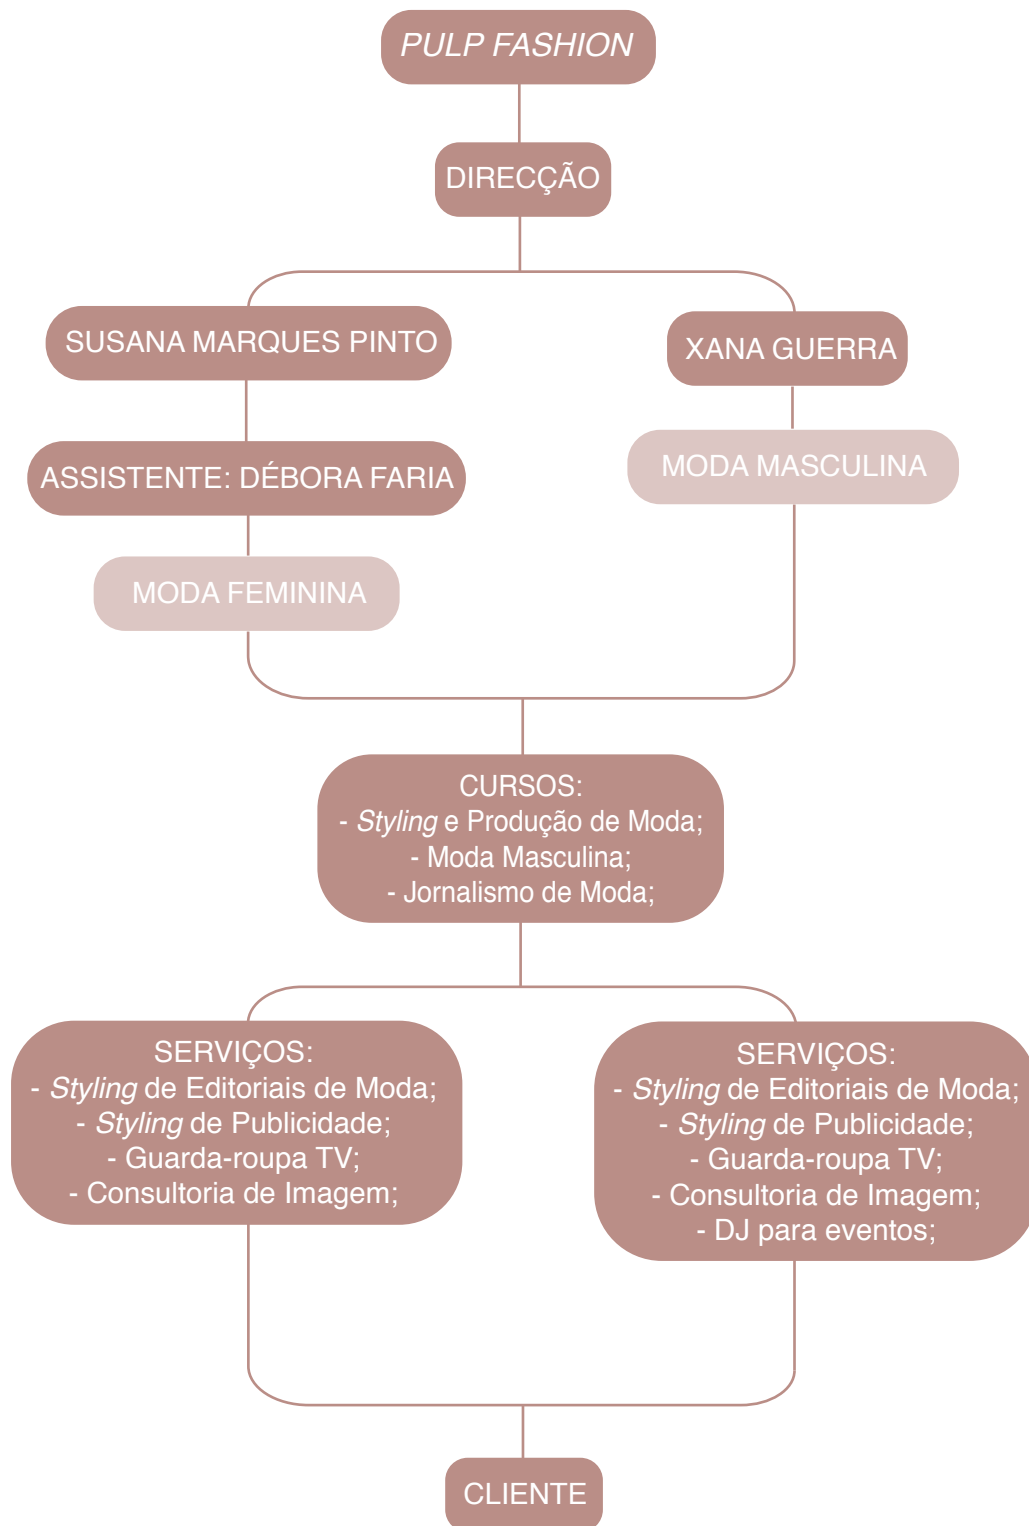 PULP FASHION
DIRECÇÃO
SUSANA MARQUES PINTO
XANA GUERRA
ASSISTENTE: DÉBORA FARIA
MODA MASCULINA
MODA FEMININA
CURSOS:
- Styling e Produção de Moda;
- Moda Masculina;
- Jornalismo de Moda;
SERVIÇOS:
- Styling de Editoriais de Moda;
- Styling de Publicidade;
- Guarda-roupa TV;
- Consultoria de Imagem;
SERVIÇOS:
- Styling de Editoriais de Moda;
- Styling de Publicidade;
- Guarda-roupa TV;
- Consultoria de Imagem;
- DJ para eventos;
CLIENTE